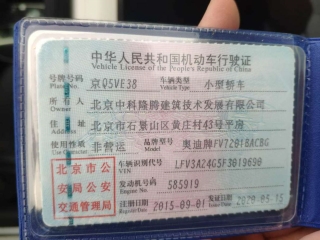 中华人民共和国机动车行驶证
Vehicle License of the People's Republic of China
号牌号码 京Q5VE38 车辆类型 小型轿车
Plate No. Vehicle Type
所有人 北京中科隆腾建筑技术发展有限公司
Owner
住址 北京市石景山区黄庄村43号平房
Address
使用性质 非营运 品牌型号 奥迪牌FV7201BACBG
Use Character Model
北京市公安局公安交通管理局
车辆识别代号 LFV3A24G5F3019690
VIN
发动机号码 585919
Engine No.
注册日期 2015-09-01 发证日期 2020-05-15
Register Date Issue Date